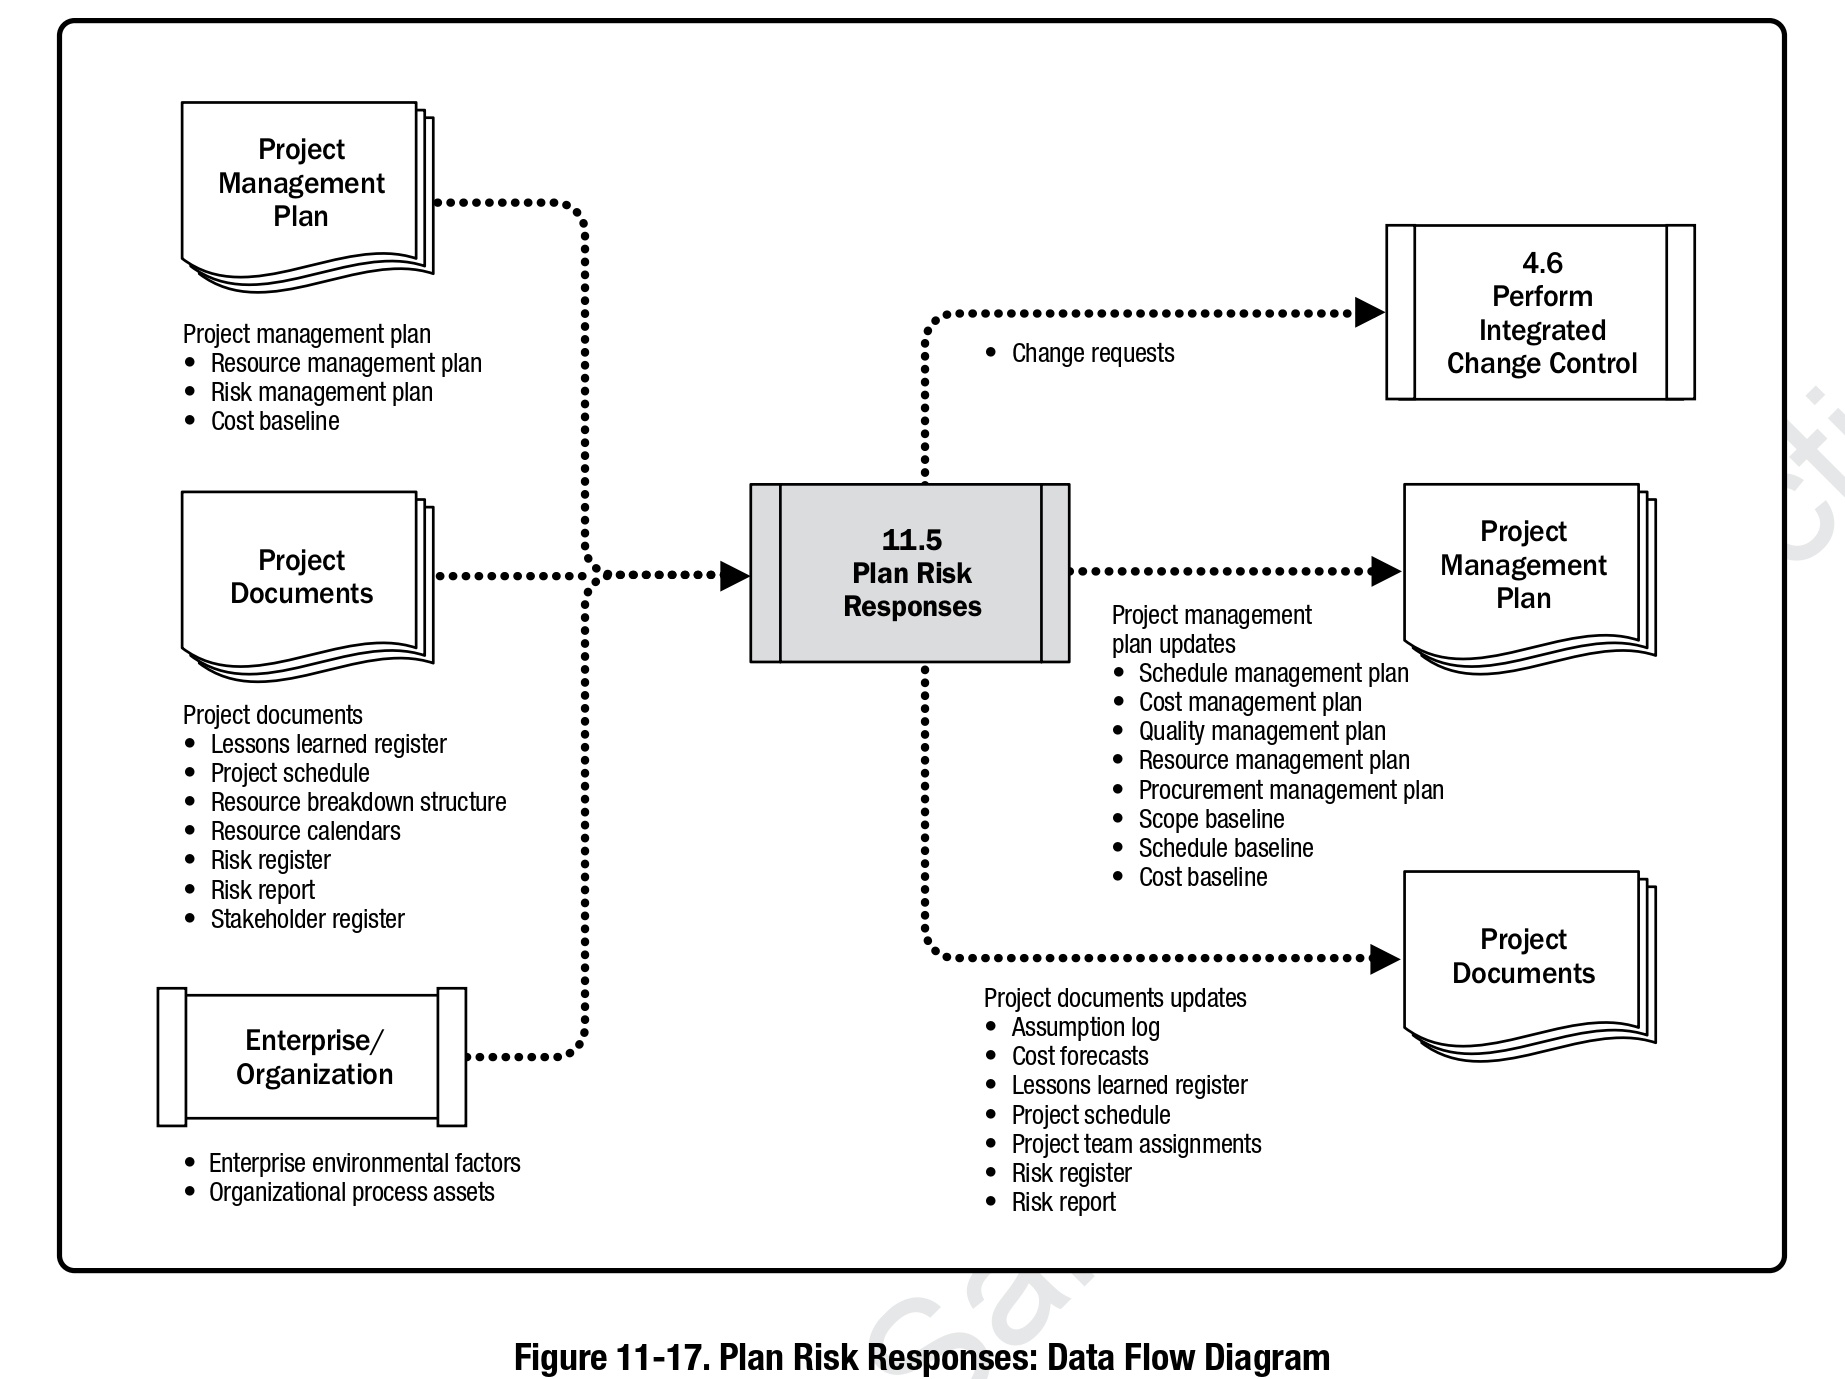 Project
Management
Plan
Project management plan
• Resource management plan
• Risk management plan
• Cost baseline
Project
Documents
Project documents
• Lessons learned register
• Project schedule
• Resource breakdown structure
• Resource calendars
• Risk register
• Risk report
• Stakeholder register
Enterprise/
Organization
• Enterprise environmental factors
• Organizational process assets
11.5
Plan Risk
Responses
• Change requests
4.6
Perform
Integrated
Change Control
Project
Management
Plan
Project management
plan updates
• Schedule management plan
• Cost management plan
• Quality management plan
• Resource management plan
• Procurement management plan
• Scope baseline
• Schedule baseline
• Cost baseline
Project
Documents
Project documents updates
• Assumption log
• Cost forecasts
• Lessons learned register
• Project schedule
• Project team assignments
• Risk register
• Risk report
Figure 11-17. Plan Risk Responses: Data Flow Diagram